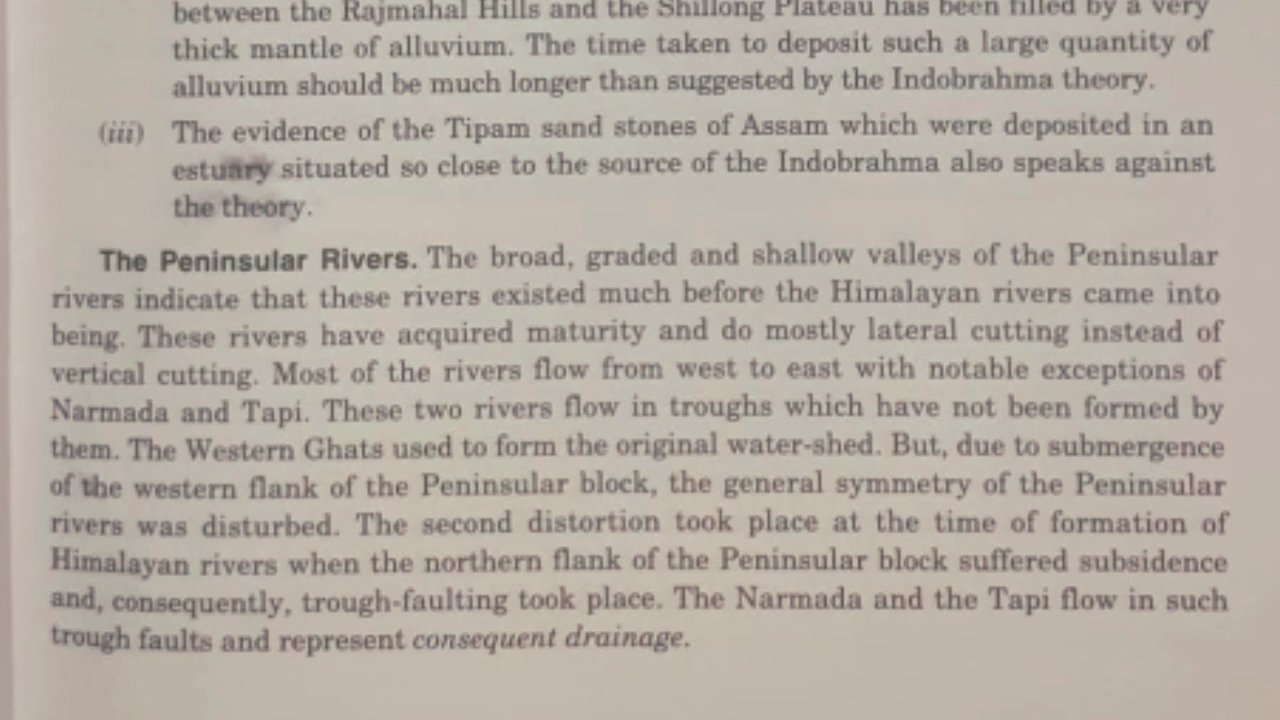 between the Rajmahal Hills and the Shillong Plateau has been filled by a very
thick mantle of alluvium. The time taken to deposit such a large quantity of
alluvium should be much longer than suggested by the Indobrahma theory.
(iii) The evidence of the Tipam sand stones of Assam which were deposited in an
estuary situated so close to the source of the Indobrahma also speaks against
the theory.
The Peninsular Rivers. The broad, graded and shallow valleys of the Peninsular
rivers indicate that these rivers existed much before the Himalayan rivers came into
being. These rivers have acquired maturity and do mostly lateral cutting instead of
vertical cutting. Most of the rivers flow from west to east with notable exceptions of
Narmada and Tapi. These two rivers flow in troughs which have not been formed by
them. The Western Ghats used to form the original water-shed. But, due to submergence
of the western flank of the Peninsular block, the general symmetry of the Peninsular
rivers was disturbed. The second distortion took place at the time of formation of
Himalayan rivers when the northern flank of the Peninsular block suffered subsidence
and, consequently, trough-faulting took place. The Narmada and the Tapi flow in such
trough faults and represent consequent drainage.